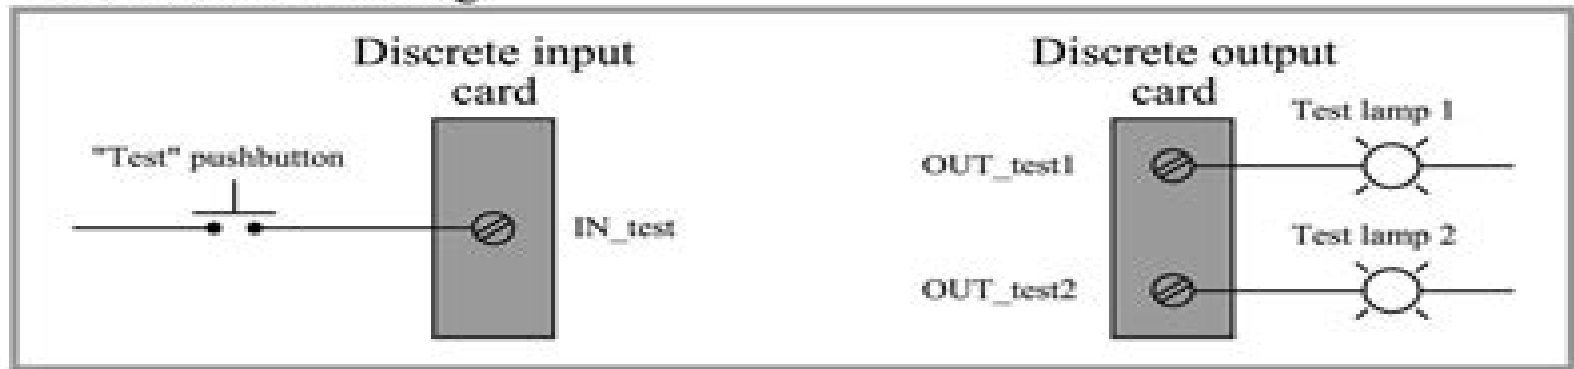 Discrete input
card
"Test" pushbutton
IN_test
Discrete output
card
Test lamp 1
OUT_test1
Test lamp 2
OUT_test2